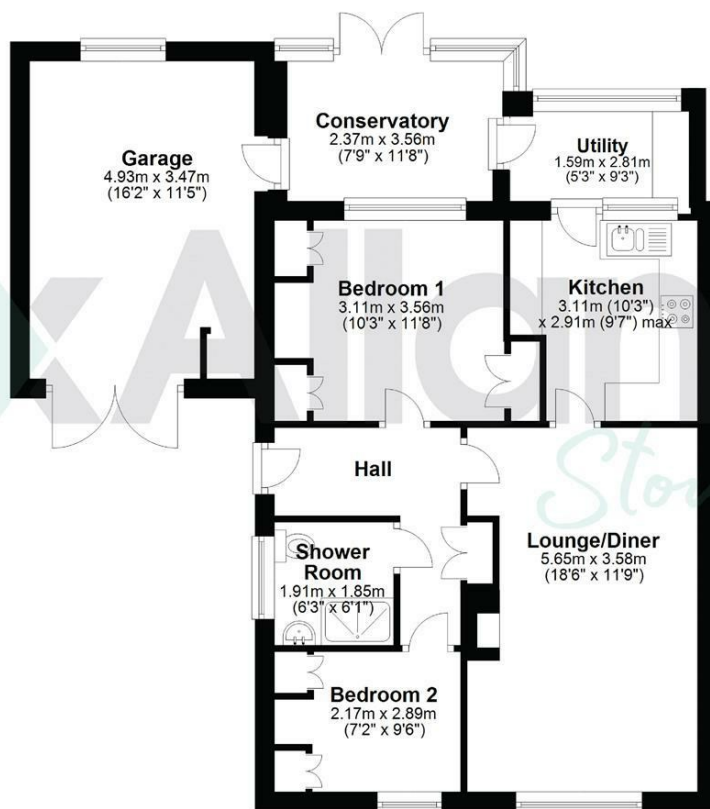 Conservatory
2.37m x 3.56m
(7'9" x 11'8")
Garage
4.93m x 3.47m
(16'2" x 11'5")
Utility
1.59m x 2.81m
(5'3" x 9'3")
Bedroom 1
3.11m x 3.56m
(10'3" x 11'8")
Kitchen
3.11m (10'3")
x 2.91m (9'7") max
xAllan
Hall
Lounge/Diner
5.65m x 3.58m
(18'6" x 11'9")
Shower
Room
1.91m x 1.85m
(6'3" x 6'1")
Bedroom 2
2.17m x 2.89m
(7'2" x 9'6")